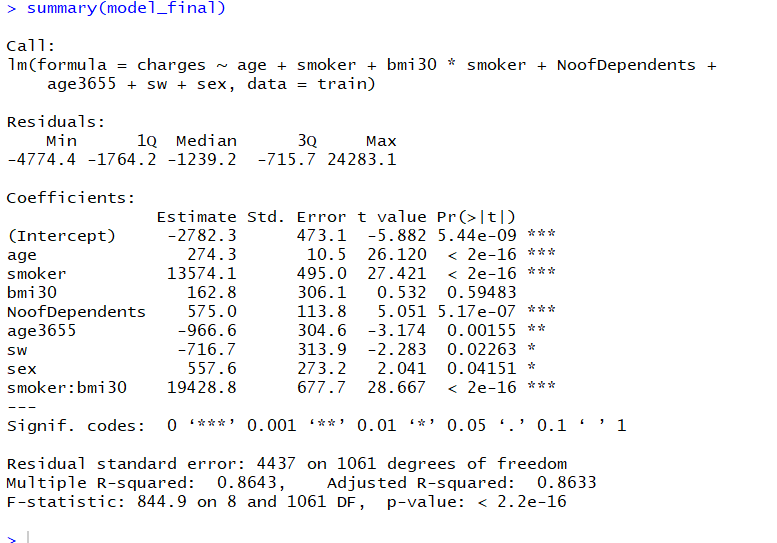 > summary(model_final)
Call:
lm(formula = charges ~ age + smoker + bmi30 * smoker + NoofDependents +
    age3655 + sw + sex, data = train)
Residuals:
    Min      1Q  Median      3Q     Max
-4774.4 -1764.2 -1239.2  -715.7 24283.1
Coefficients:
               Estimate Std. Error t value Pr(>|t|)
(Intercept)     -2782.3      473.1  -5.882 5.44e-09 ***
age               274.3       10.5  26.120  < 2e-16 ***
smoker          13574.1      495.0  27.421  < 2e-16 ***
bmi30             162.8      306.1   0.532  0.59483
NoofDependents    575.0      113.8   5.051 5.17e-07 ***
age3655          -966.6      304.6  -3.174  0.00155 **
sw               -716.7      313.9  -2.283  0.02263 *
sex               557.6      273.2   2.041  0.04151 *
smoker:bmi30    19428.8      677.7  28.667  < 2e-16 ***
---
Signif. codes:  0 ‘***’ 0.001 ‘**’ 0.01 ‘*’ 0.05 ‘.’ 0.1 ‘ ’ 1
Residual standard error: 4437 on 1061 degrees of freedom
Multiple R-squared:  0.8643,    Adjusted R-squared:  0.8633
F-statistic: 844.9 on 8 and 1061 DF,  p-value: < 2.2e-16
>